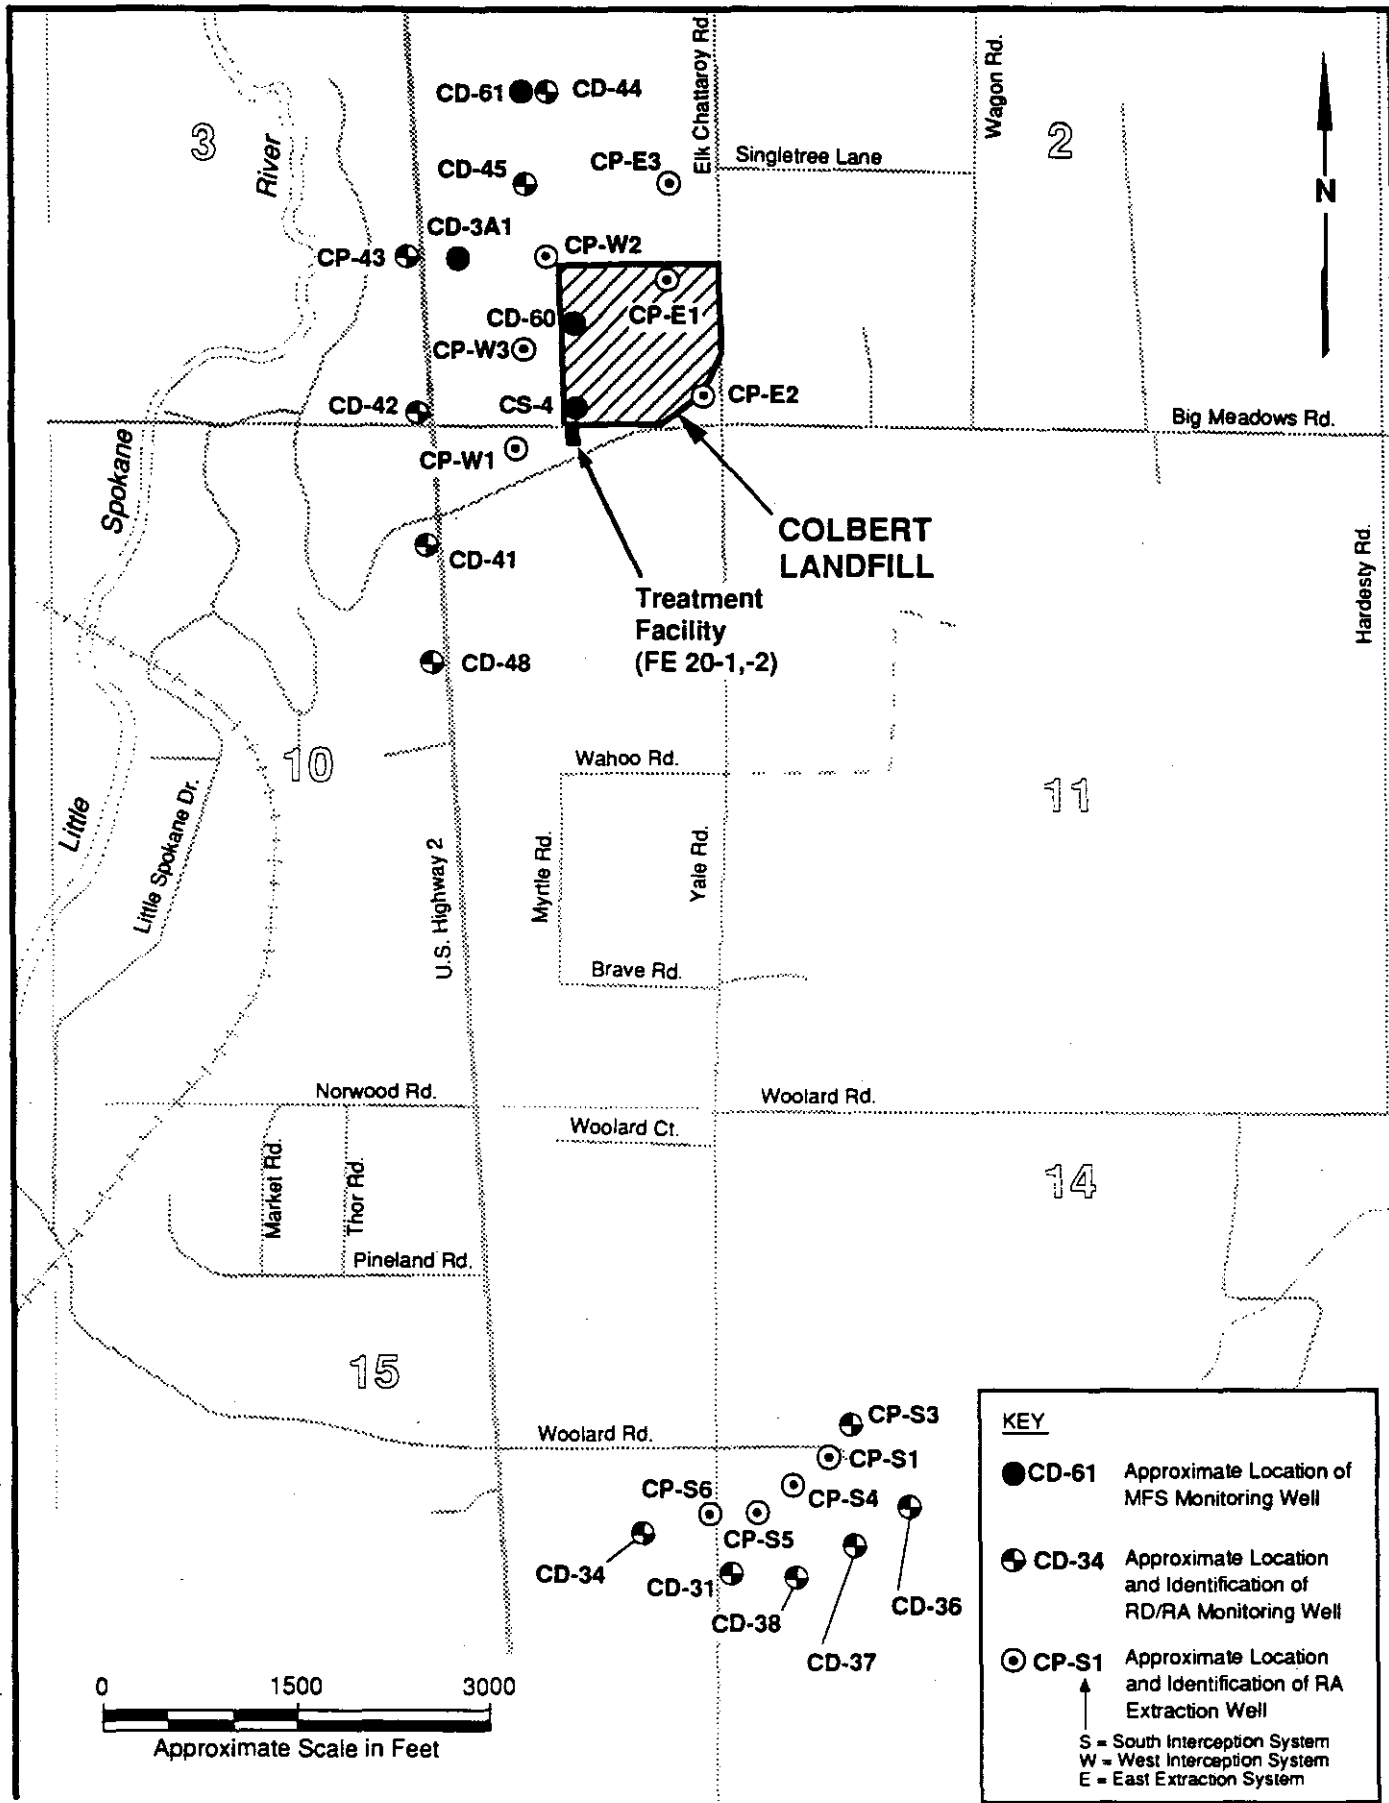 Elk Chattaroy Rd
Wagon Rd.
CD-61
CD-44
3
2
River
CD-45
CP-E3
Singletree Lane
N
CD-3A1
CP-43
CP-W2
CD-60
CP-E1
CP-W3
CD-42
CS-4
CP-E2
Big Meadows Rd.
CP-W1
Spokane
COLBERT
LANDFILL
CD-41
Hardesty Rd.
Treatment
Facility
(FE 20-1,-2)
CD-48
10
Wahoo Rd.
11
Little
Little Spokane Dr.
U.S. Highway 2
Myrtle Rd.
Yale Rd.
Brave Rd.
Norwood Rd.
Woolard Rd.
Woolard Ct.
Market Rd.
Thor Rd.
14
Pineland Rd.
15
Woolard Rd.
CP-S3
CP-S1
CP-S6
CP-S4
CP-S5
CD-34
CD-31
CD-38
CD-36
CD-37
KEY
CD-61 Approximate Location of
MFS Monitoring Well
CD-34 Approximate Location
and Identification of
RD/RA Monitoring Well
CP-S1 Approximate Location
and Identification of RA
Extraction Well
S = South Interception System
W = West Interception System
E = East Extraction System
0 1500 3000
Approximate Scale in Feet